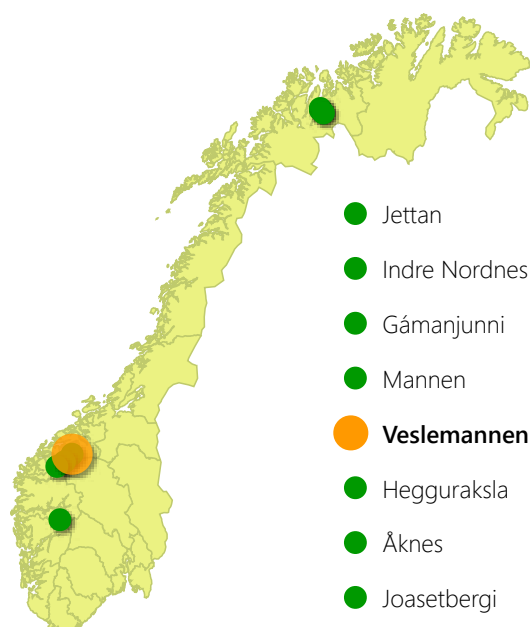 Jettan
Indre Nordnes
Gámanjunni
Mannen
Veslemannen
Hegguraksla
Åknes
Joasetbergi